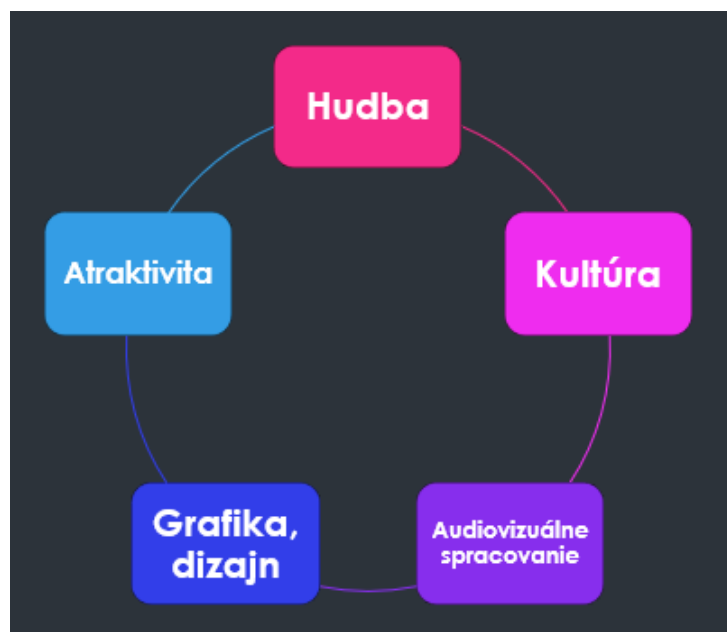 Hudba
Kultúra
Audiovizuálne
spracovanie
Grafika,
dizajn
Atraktivita